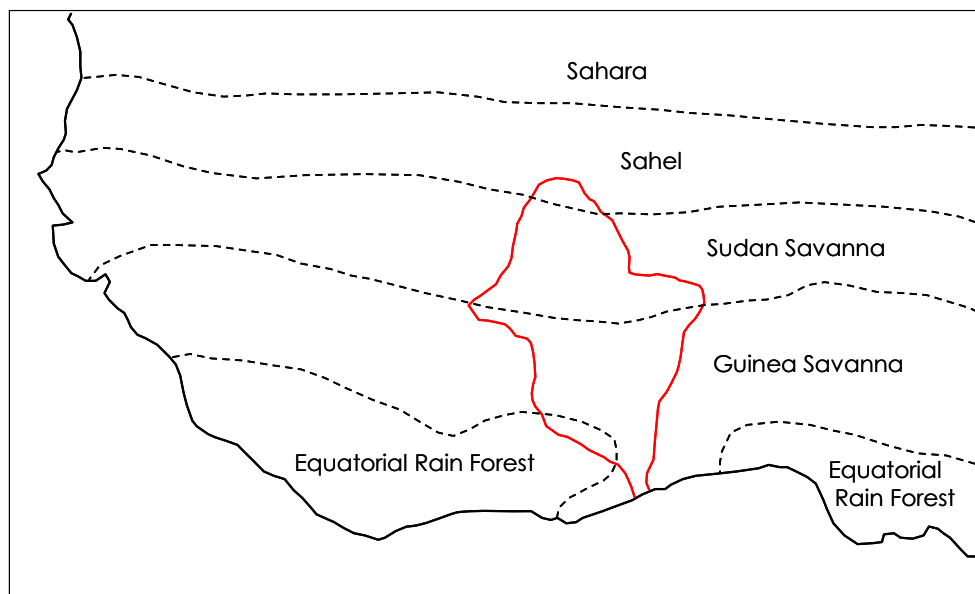 Sahara
Sahel
Sudan Savanna
Guinea Savanna
Equatorial Rain Forest
Equatorial
Rain Forest